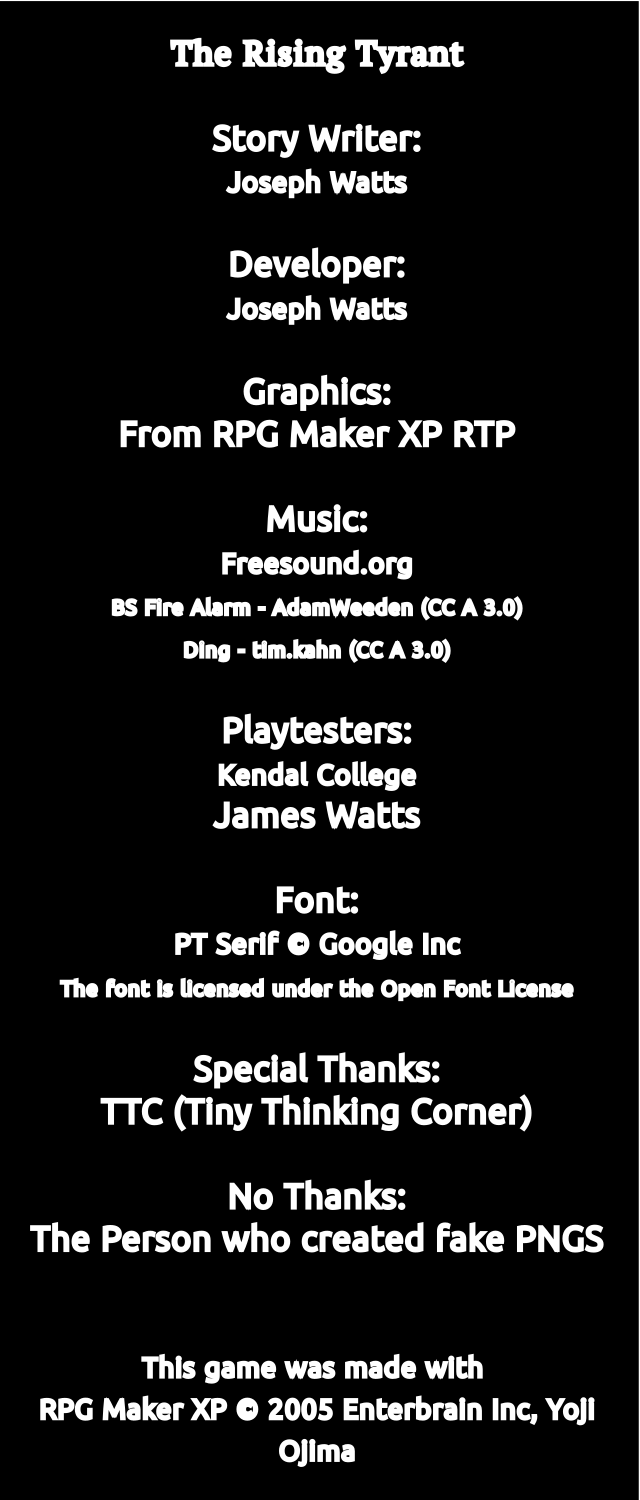 The Rising Tyrant
Story Writer:
Joseph Watts
Developer:
Joseph Watts
Graphics:
From RPG Maker XP RTP
Music:
Freesound.org
BS Fire Alarm - AdamWeeden (CC A 3.0)
Ding - tim.kahn (CC A 3.0)
Playtesters:
Kendal College
James Watts
Font:
PT Serif © Google Inc
The font is licensed under the Open Font License
Special Thanks:
TTC (Tiny Thinking Corner)
No Thanks:
The Person who created fake PNGS
This game was made with
RPG Maker XP © 2005 Enterbrain Inc, Yoji
Ojima